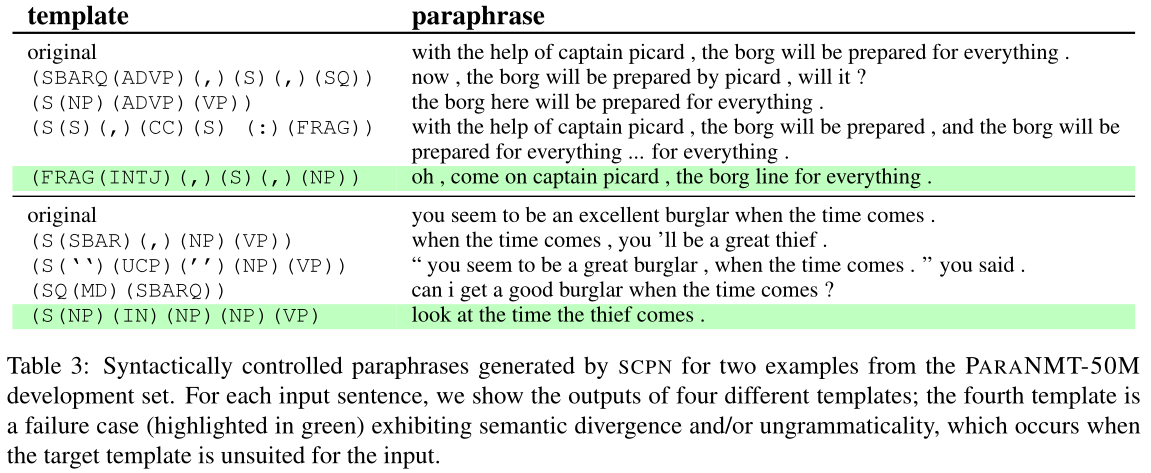 template paraphrase
original with the help of captain picard , the borg will be prepared for everything .
(SBARQ(ADVP)(,)(S)(,)(SQ)) now , the borg will be prepared by picard , will it ?
(S(NP)(ADVP)(VP)) the borg here will be prepared for everything .
(S(S)(,)(CC)(S) (:)(FRAG)) with the help of captain picard , the borg will be prepared , and the borg will be
prepared for everything ... for everything .
(FRAG(INTJ)(,)(S)(,)(NP)) oh , come on captain picard , the borg line for everything .
original you seem to be an excellent burglar when the time comes .
(S(SBAR)(,)(NP)(VP)) when the time comes , you ’ll be a great thief .
(S(‘‘)(UCP)(’’)(NP)(VP)) “ you seem to be a great burglar , when the time comes . ” you said .
(SQ(MD)(SBARQ)) can i get a good burglar when the time comes ?
(S(NP)(IN)(NP)(NP)(VP) look at the time the thief comes .
Table 3: Syntactically controlled paraphrases generated by SCPN for two examples from the PARANMT-50M
development set. For each input sentence, we show the outputs of four different templates; the fourth template is
a failure case (highlighted in green) exhibiting semantic divergence and/or ungrammaticality, which occurs when
the target template is unsuited for the input.